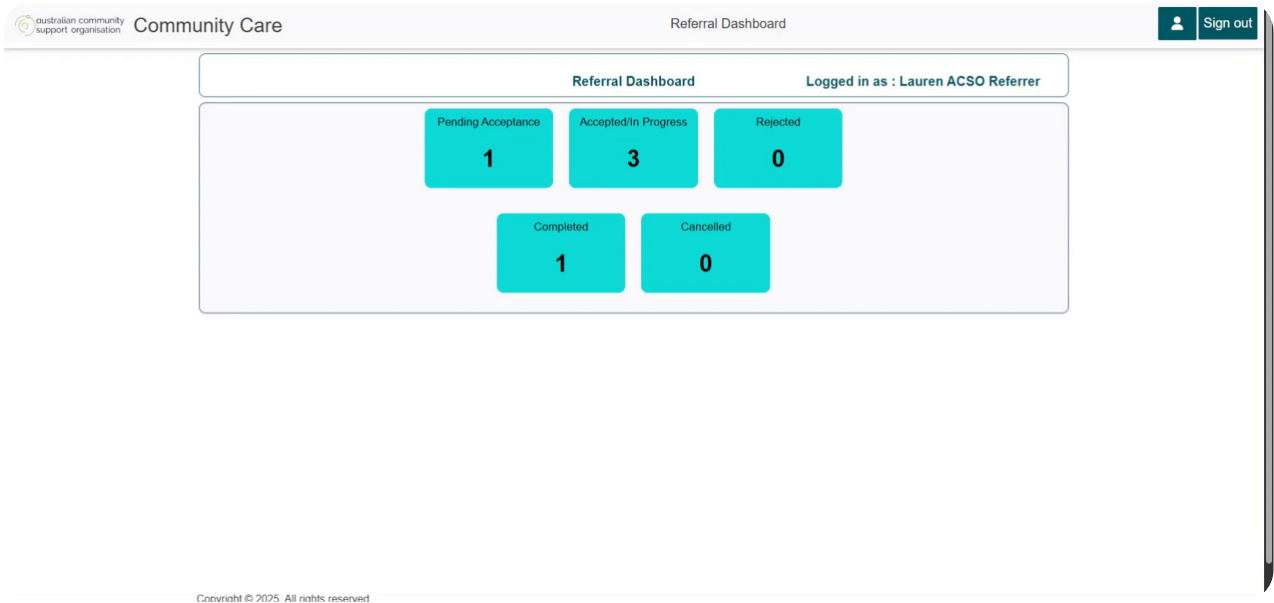 australian community
support organisation
Community Care
Referral Dashboard
Sign out
Referral Dashboard
Logged in as : Lauren ACSO Referrer
Pending Acceptance
1
Accepted/In Progress
3
Rejected
0
Completed
1
Cancelled
0
Copyright © 2025. All rights reserved.